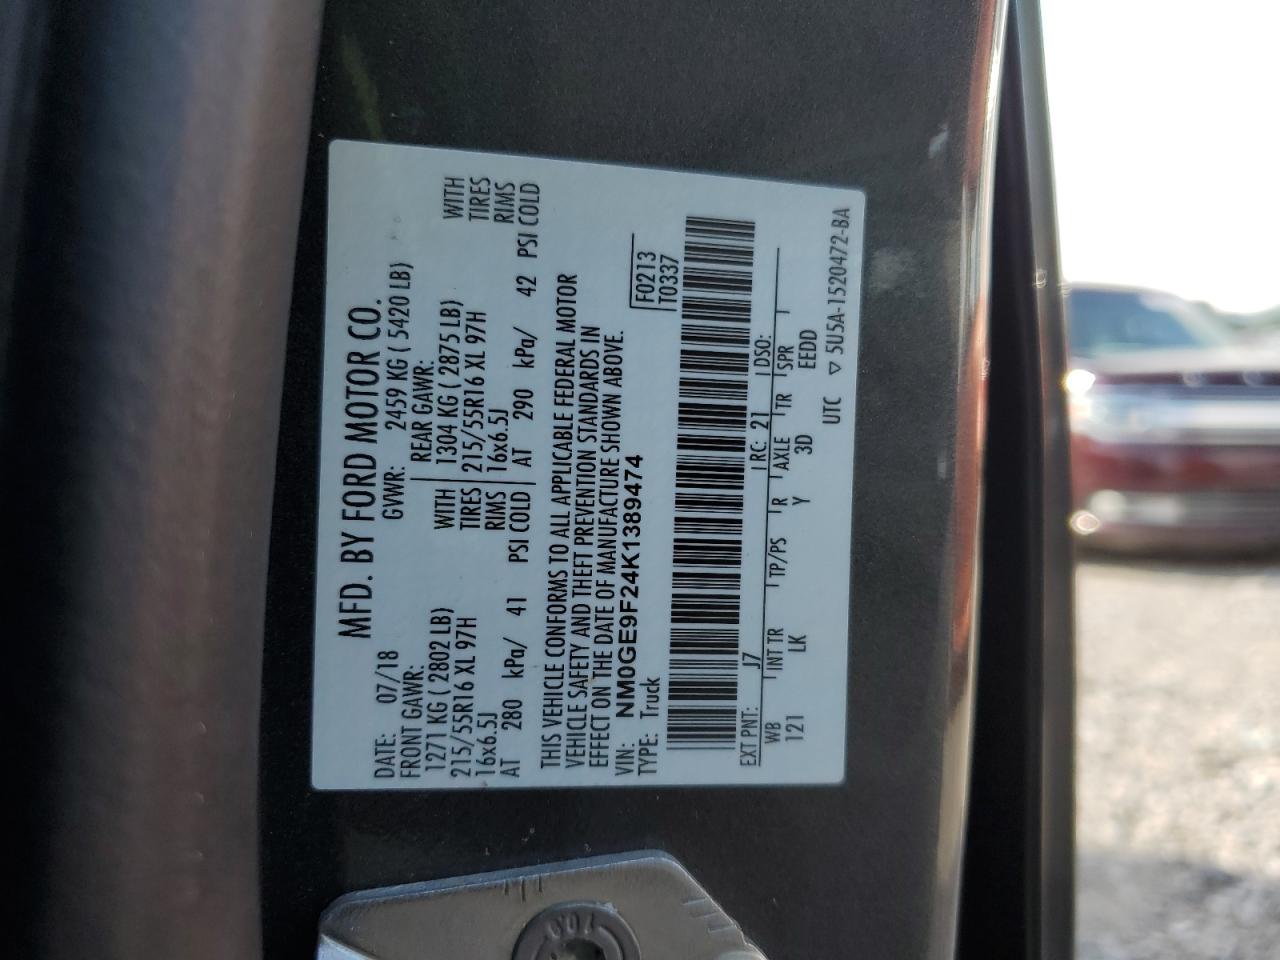 MFD. BY FORD MOTOR CO.
DATE: 07/18 GVWR: 2459 KG ( 5420 LB)
FRONT GAWR: REAR GAWR:
1271 KG ( 2802 LB) WITH 1304 KG ( 2875 LB) WITH
215/55R16 XL 97H TIRES 215/55R16 XL 97H TIRES
16x6.5J RIMS 16x6.5J RIMS
AT 280 kPa/ 41 PSI COLD AT 290 kPa/ 42 PSI COLD
THIS VEHICLE CONFORMS TO ALL APPLICABLE FEDERAL MOTOR
VEHICLE SAFETY AND THEFT PREVENTION STANDARDS IN
EFFECT ON THE DATE OF MANUFACTURE SHOWN ABOVE.
VIN: NM0GE9F24K1389474 F0213
TYPE: Truck T0337
EXT PNT: J7 RC: 21 DSO:
WB INT TR TP/PS R AXLE TR SPR
121 LK Y 3D EEDD
UTC ▽ 5U5A-1520472-BA
103